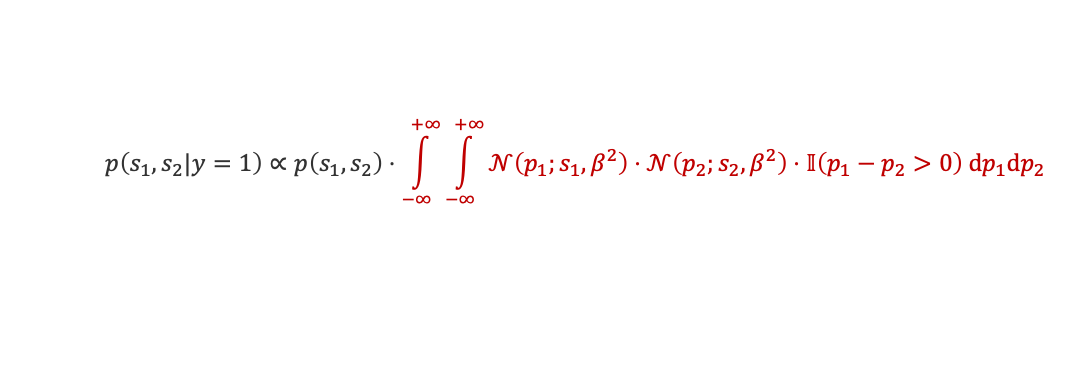 p(s₁, s₂|y = 1) ∝ p(s₁, s₂) · ∫₋∞⁺∞ ∫₋∞⁺∞ 𝒩(p₁; s₁, β²) · 𝒩(p₂; s₂, β²) · 𝕀(p₁ − p₂ > 0) dp₁dp₂